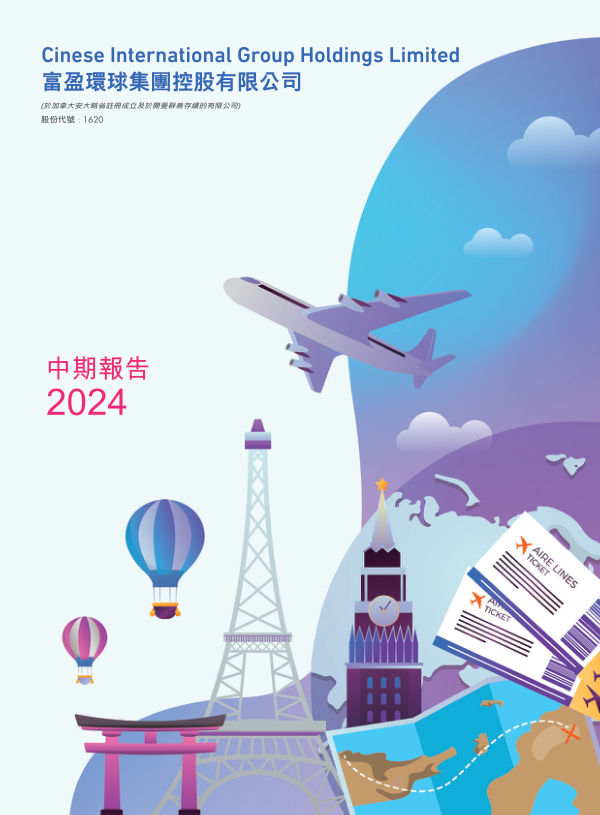 Cinese International Group Holdings Limited
富盈環球集團控股有限公司
(於加拿大安大略省註冊成立及於開曼群島存續的有限公司)
股份代號：1620
中期報告
2024
AIRE LINES
TICKET
AIRE
TICKET